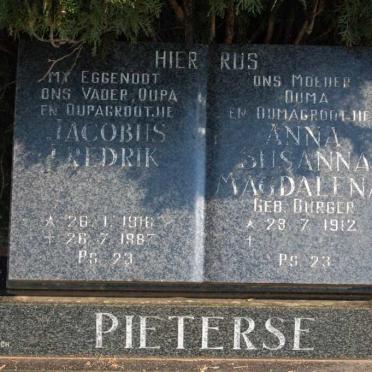 HIER RUS
MY EGGENOOT
ONS VADER, OUPA
EN OUPAGROOTJIE
JACOBUS
FREDRIK
* 26 1 1916
+ 26 7 1987
PS 23
ONS MOEDER
OUMA
EN OUMAGROOTJIE
ANNA
SUSANNA
MAGDALENA
GEB. BURGER
* 29 7 1912
+
PS 23
PIETERSE